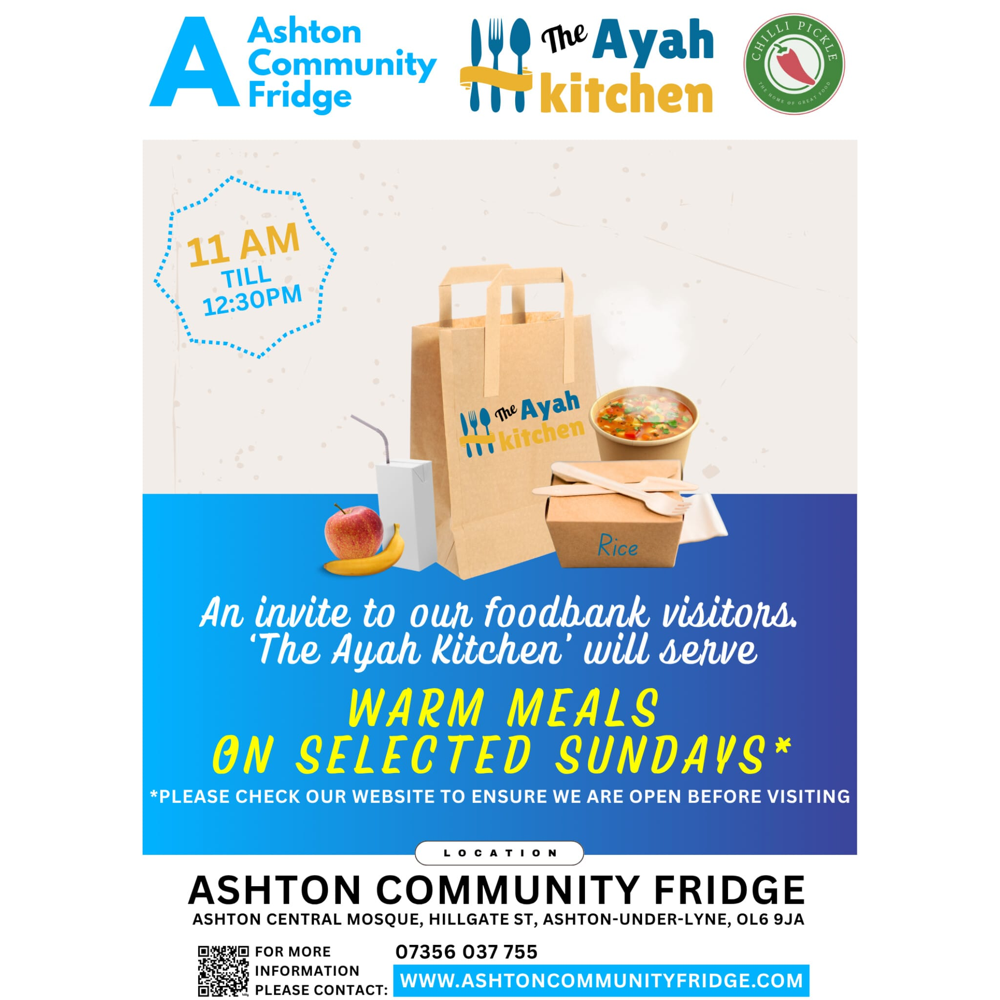 A Ashton
Community
Fridge
The Ayah
kitchen
CHILLI PICKLE
THE HOME OF GREAT FOOD
11 AM
TILL
12:30PM
The Ayah
kitchen
Rice
An invite to our foodbank visitors.
‘The Ayah Kitchen’ will serve
WARM MEALS
ON SELECTED SUNDAYS*
*PLEASE CHECK OUR WEBSITE TO ENSURE WE ARE OPEN BEFORE VISITING
LOCATION
ASHTON COMMUNITY FRIDGE
ASHTON CENTRAL MOSQUE, HILLGATE ST, ASHTON-UNDER-LYNE, OL6 9JA
FOR MORE
INFORMATION
PLEASE CONTACT:
07356 037 755
WWW.ASHTONCOMMUNITYFRIDGE.COM